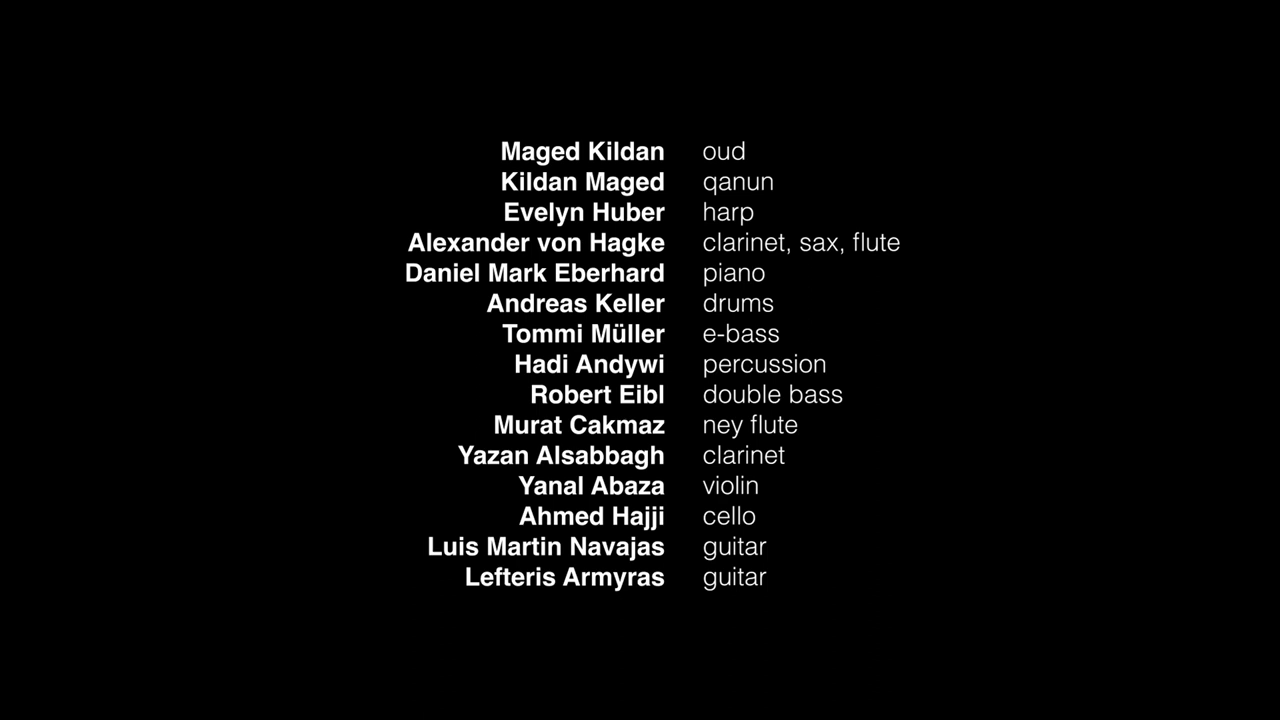 Maged Kildan oud
Kildan Maged qanun
Evelyn Huber harp
Alexander von Hagke clarinet, sax, flute
Daniel Mark Eberhard piano
Andreas Keller drums
Tommi Müller e-bass
Hadi Andywi percussion
Robert Eibl double bass
Murat Cakmaz ney flute
Yazan Alsabbagh clarinet
Yanal Abaza violin
Ahmed Hajji cello
Luis Martin Navajas guitar
Lefteris Armyras guitar